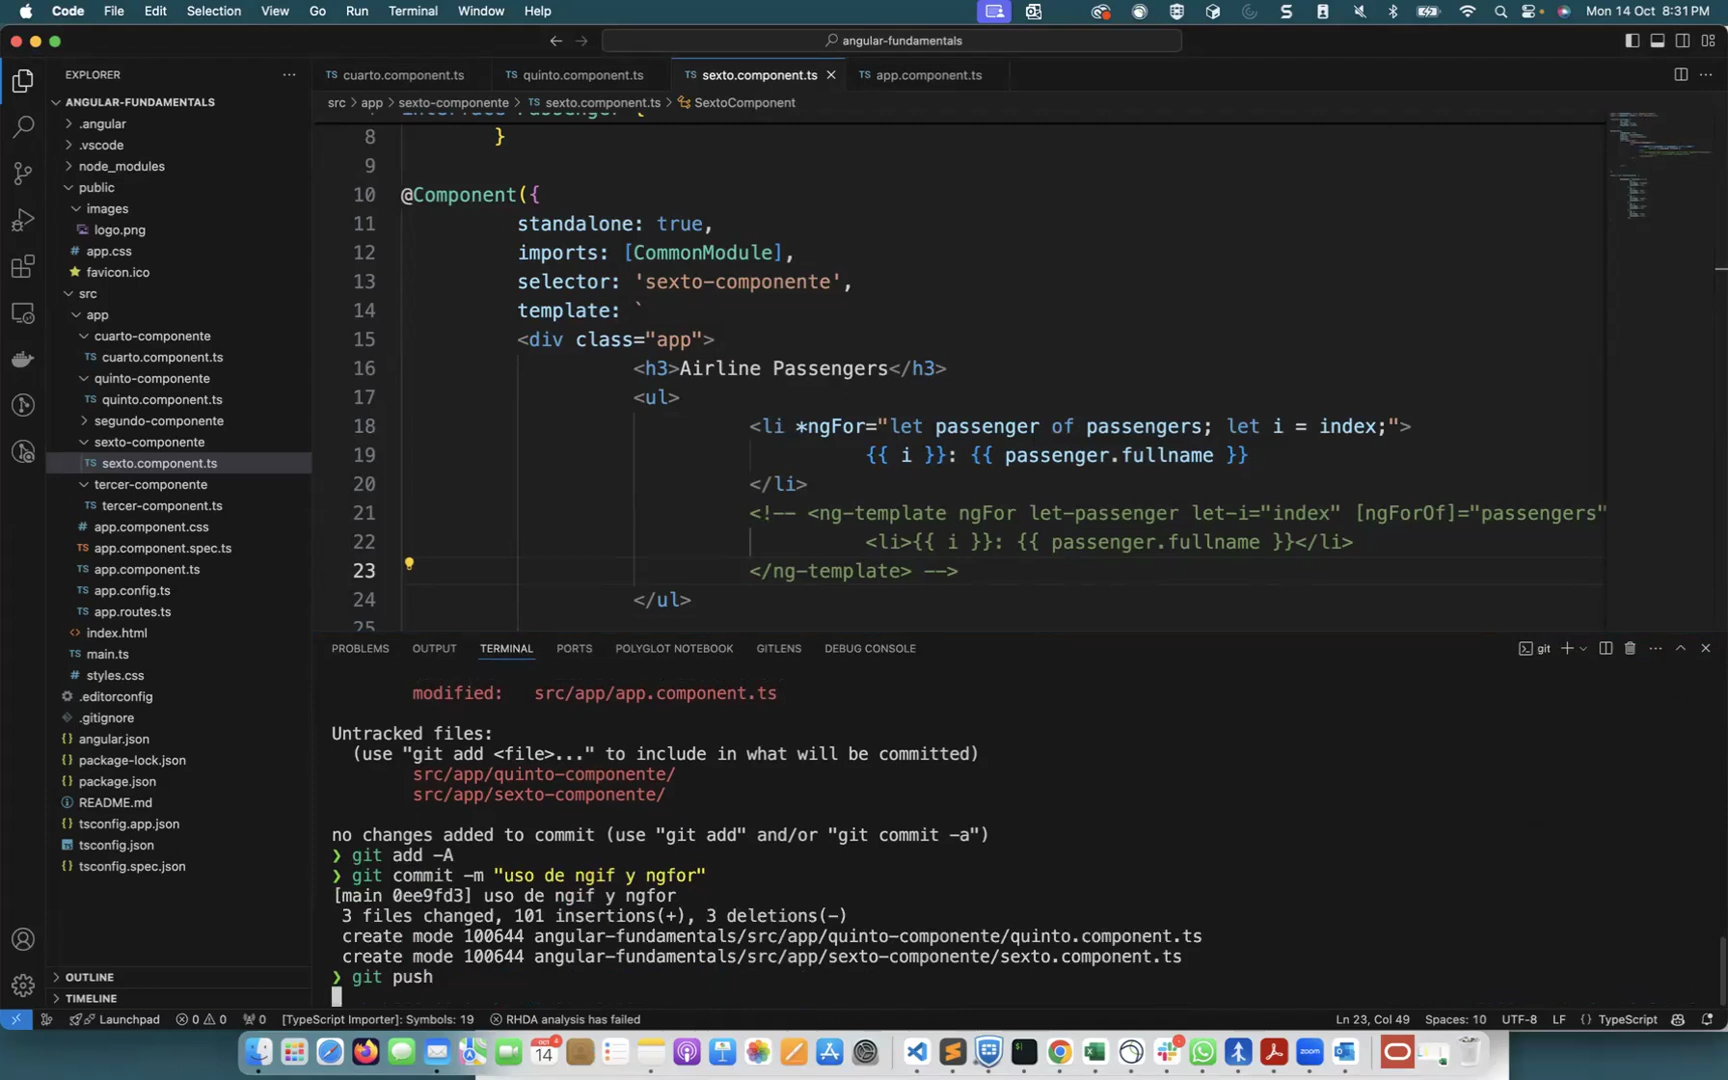 Code File Edit Selection View Go Run Terminal Window Help Mon 14 Oct 8:31 PM
angular-fundamentals
EXPLORER
ANGULAR-FUNDAMENTALS
.angular
.vscode
node_modules
public
images
logo.png
app.css
favicon.ico
src
app
cuarto-componente
cuarto.component.ts
quinto-componente
quinto.component.ts
segundo-componente
sexto-componente
sexto.component.ts
tercer-componente
tercer-component.ts
app.component.css
app.component.spec.ts
app.component.ts
app.config.ts
app.routes.ts
index.html
main.ts
styles.css
.editorconfig
.gitignore
angular.json
package-lock.json
package.json
README.md
tsconfig.app.json
tsconfig.json
tsconfig.spec.json
OUTLINE
TIMELINE
cuarto.component.ts quinto.component.ts sexto.component.ts app.component.ts
src > app > sexto-componente > sexto.component.ts > SextoComponent
interface Passenger {
8 }
9
10 @Component({
11 standalone: true,
12 imports: [CommonModule],
13 selector: 'sexto-componente',
14 template: `
15 <div class="app">
16 <h3>Airline Passengers</h3>
17 <ul>
18 <li *ngFor="let passenger of passengers; let i = index;">
19 {{ i }}: {{ passenger.fullname }}
20 </li>
21 <!-- <ng-template ngFor let-passenger let-i="index" [ngForOf]="passengers"
22 <li>{{ i }}: {{ passenger.fullname }}</li>
23 </ng-template> -->
24 </ul>
25
PROBLEMS OUTPUT TERMINAL PORTS POLYGLOT NOTEBOOK GITLENS DEBUG CONSOLE git
modified: src/app/app.component.ts
Untracked files:
(use "git add <file>..." to include in what will be committed)
src/app/quinto-componente/
src/app/sexto-componente/
no changes added to commit (use "git add" and/or "git commit -a")
❯ git add -A
❯ git commit -m "uso de ngif y ngfor"
[main 0ee9fd3] uso de ngif y ngfor
3 files changed, 101 insertions(+), 3 deletions(-)
create mode 100644 angular-fundamentals/src/app/quinto-componente/quinto.component.ts
create mode 100644 angular-fundamentals/src/app/sexto-componente/sexto.component.ts
❯ git push
Launchpad 0 0 0 [TypeScript Importer]: Symbols: 19 RHDA analysis has failed Ln 23, Col 49 Spaces: 10 UTF-8 LF TypeScript
OCT
14
zoom